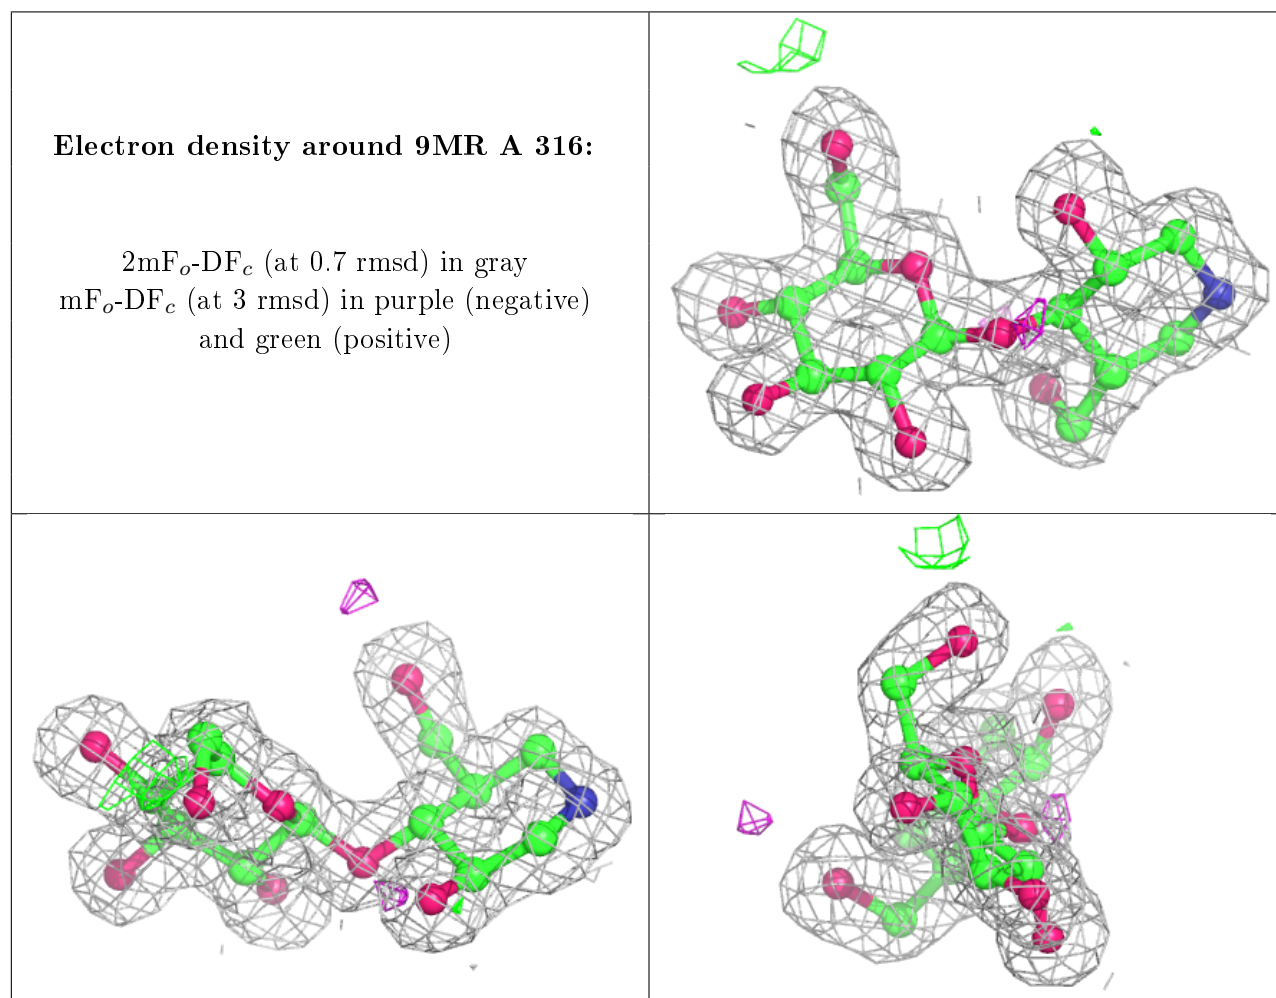 Electron density around 9MR A 316:
2mFo-DFc (at 0.7 rmsd) in gray
mFo-DFc (at 3 rmsd) in purple (negative)
and green (positive)